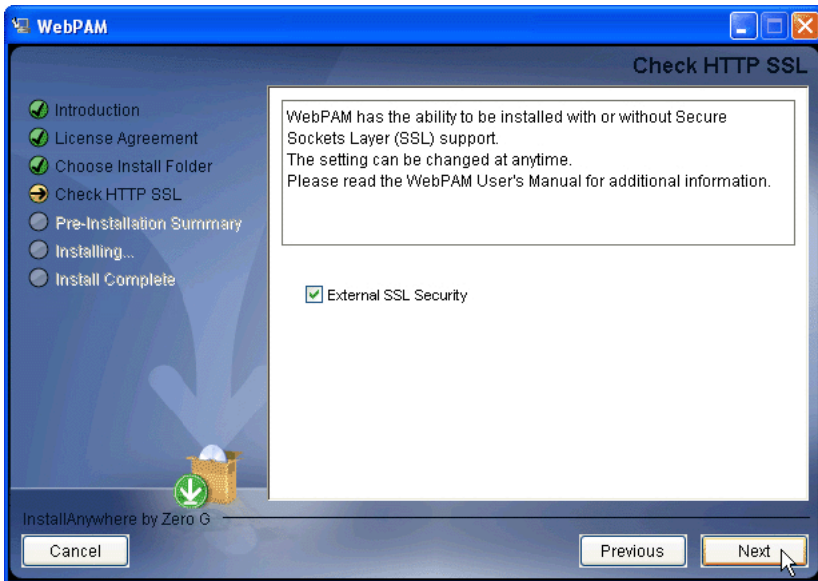 WebPAM
Check HTTP SSL
Introduction
License Agreement
Choose Install Folder
Check HTTP SSL
Pre-Installation Summary
Installing...
Install Complete
WebPAM has the ability to be installed with or without Secure
Sockets Layer (SSL) support.
The setting can be changed at anytime.
Please read the WebPAM User's Manual for additional information.
External SSL Security
InstallAnywhere by Zero G
Cancel
Previous
Next